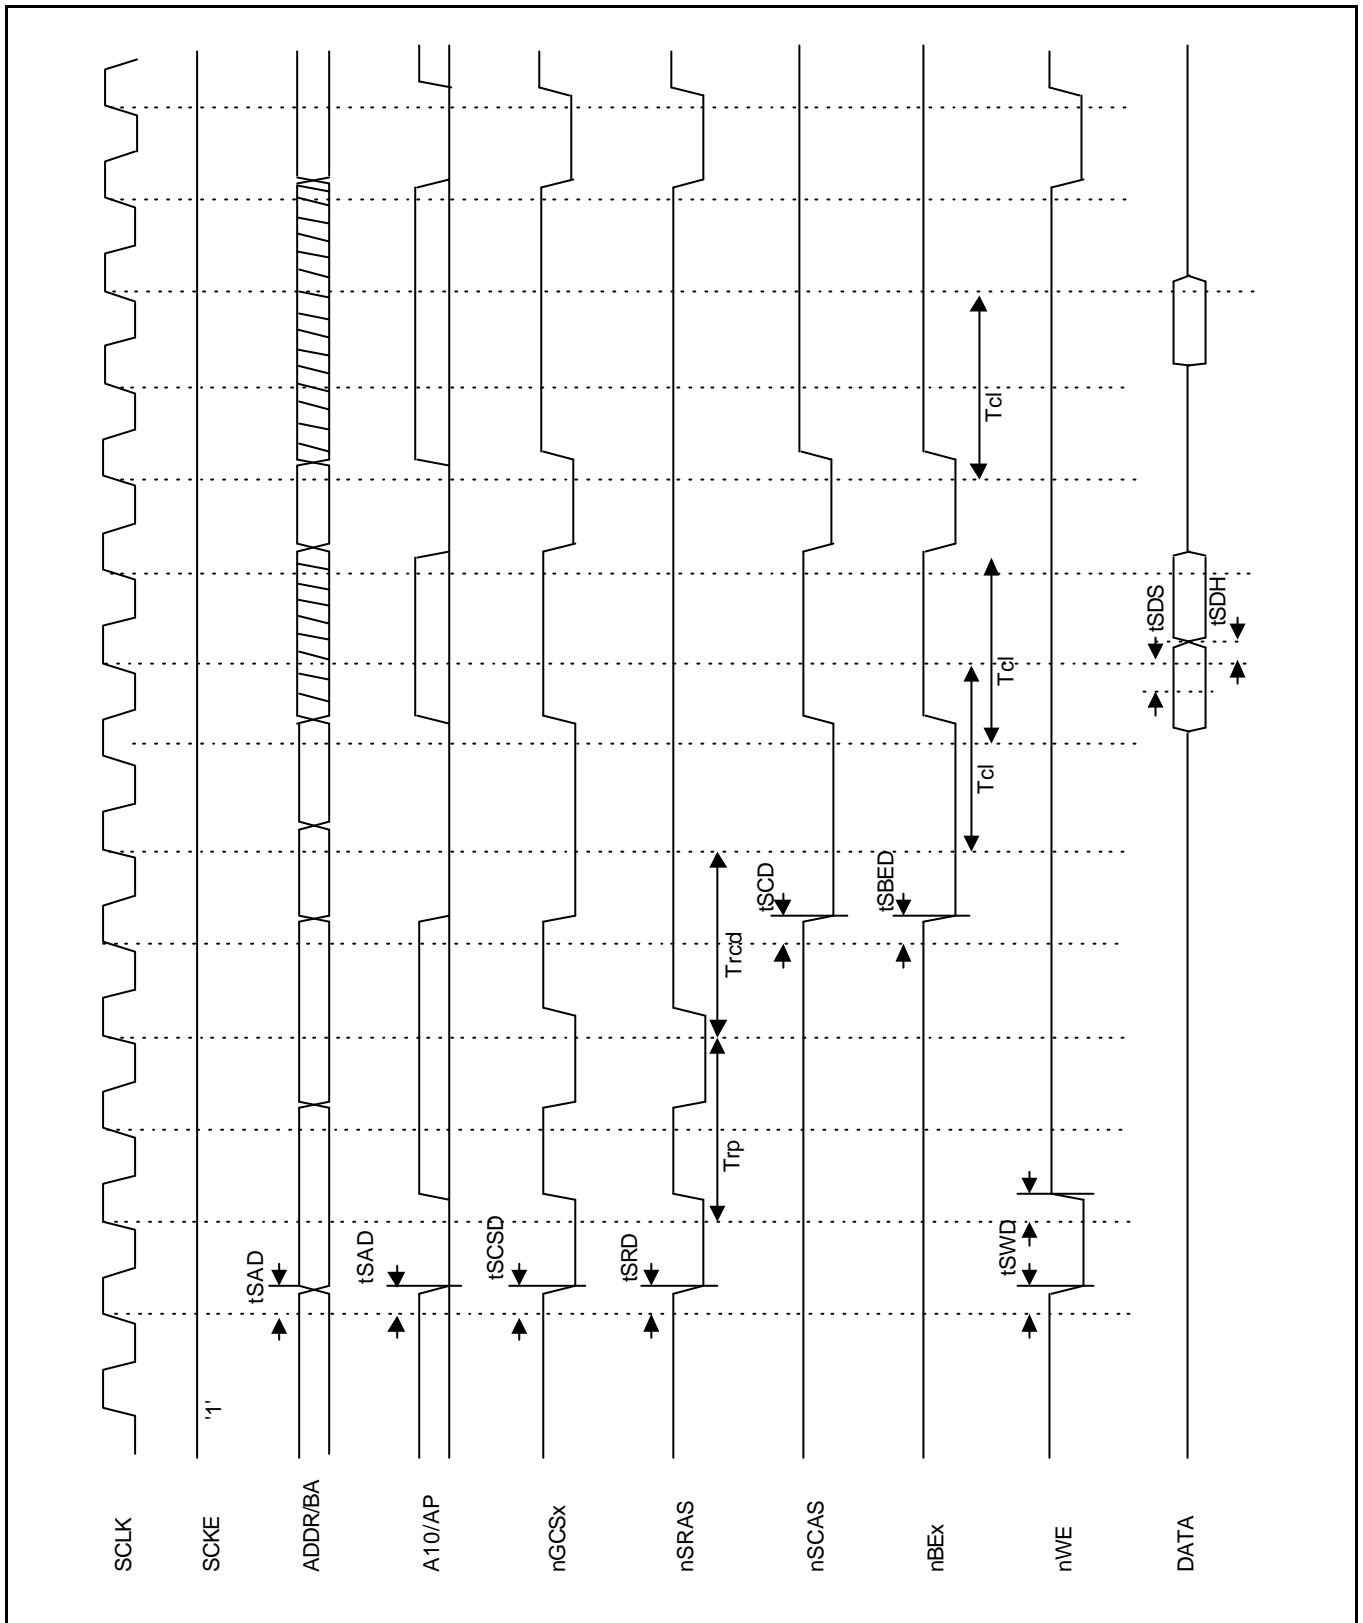 SCLK
SCKE
'1'
ADDR/BA
tSAD
A10/AP
tSAD
nGCSx
tSCSD
nSRAS
tSRD
Trp
Trcd
nSCAS
tSCD
nBEx
tSBED
Tcl
Tcl
Tcl
nWE
tSWD
DATA
tSDS
tSDH